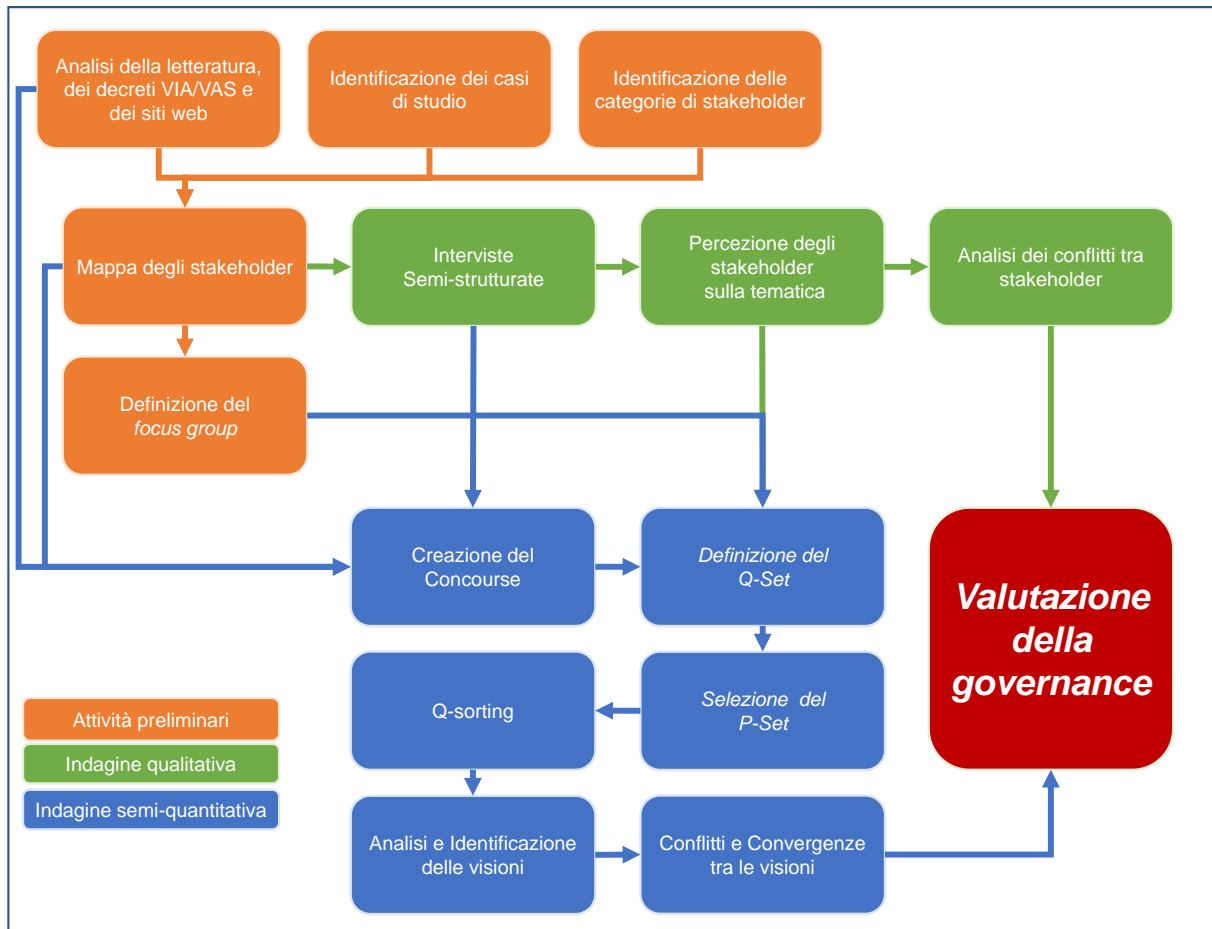 Analisi della letteratura,
dei decreti VIA/VAS e
dei siti web
Identificazione dei casi
di studio
Identificazione delle
categorie di stakeholder
Mappa degli stakeholder
Interviste
Semi-strutturate
Percezione degli
stakeholder
sulla tematica
Analisi dei conflitti tra
stakeholder
Definizione del
focus group
Creazione del
Concourse
Definizione del
Q-Set
Valutazione
della
governance
Q-sorting
Selezione del
P-Set
Attività preliminari
Indagine qualitativa
Indagine semi-quantitativa
Analisi e Identificazione
delle visioni
Conflitti e Convergenze
tra le visioni